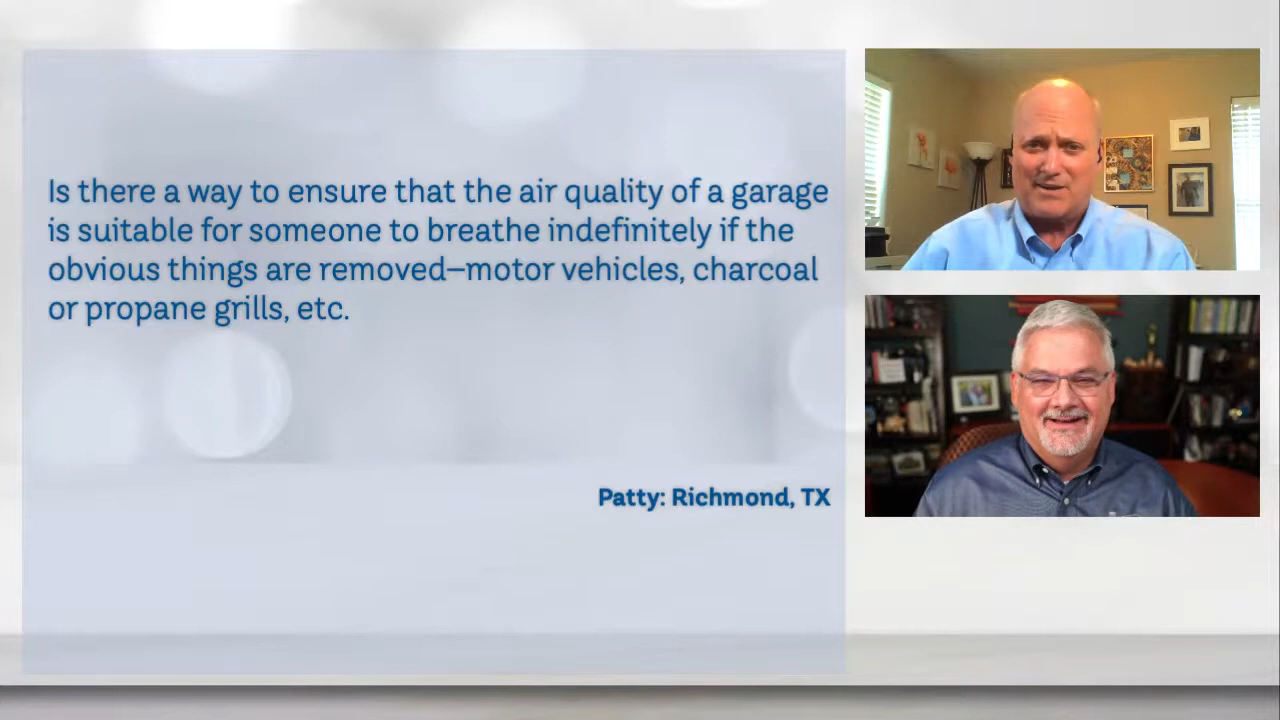 Is there a way to ensure that the air quality of a garage
is suitable for someone to breathe indefinitely if the
obvious things are removed—motor vehicles, charcoal
or propane grills, etc.
Patty: Richmond, TX